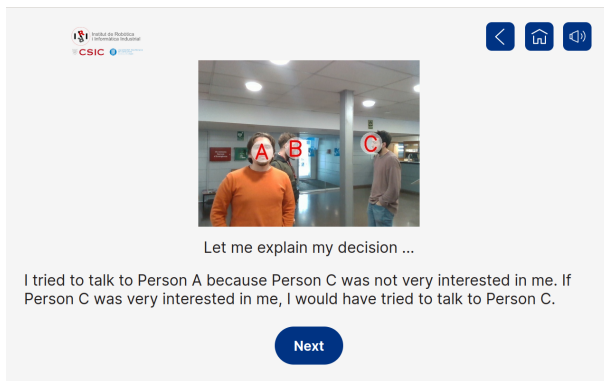 Institut de Robòtica
i Informàtica Industrial
CSIC
A
B
C
Let me explain my decision ...
I tried to talk to Person A because Person C was not very interested in me. If
Person C was very interested in me, I would have tried to talk to Person C.
Next